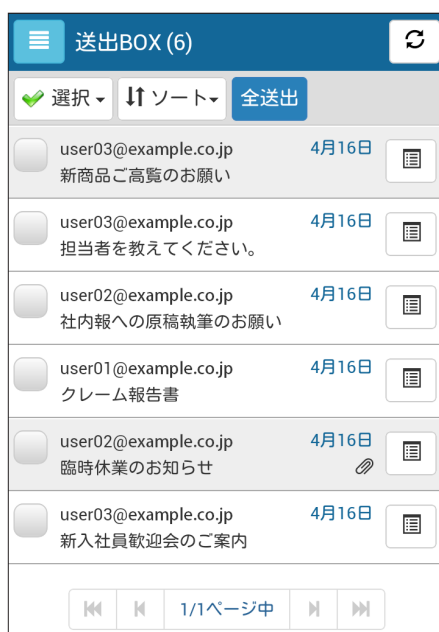 送出BOX (6)
選択 ソート 全送出
user03@example.co.jp 4月16日
新商品ご高覧のお願い
user03@example.co.jp 4月16日
担当者を教えてください。
user02@example.co.jp 4月16日
社内報への原稿執筆のお願い
user01@example.co.jp 4月16日
クレーム報告書
user02@example.co.jp 4月16日
臨時休業のお知らせ
user03@example.co.jp 4月16日
新入社員歓迎会のご案内
1/1ページ中